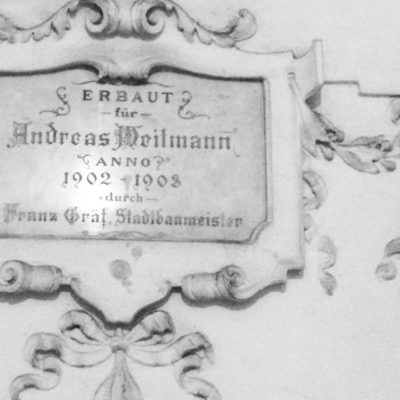 ERBAUT
– für –
Andreas Weitmann
ANNO
1902 - 1903
- durch -
Franz Gräf, Stadtbaumeister